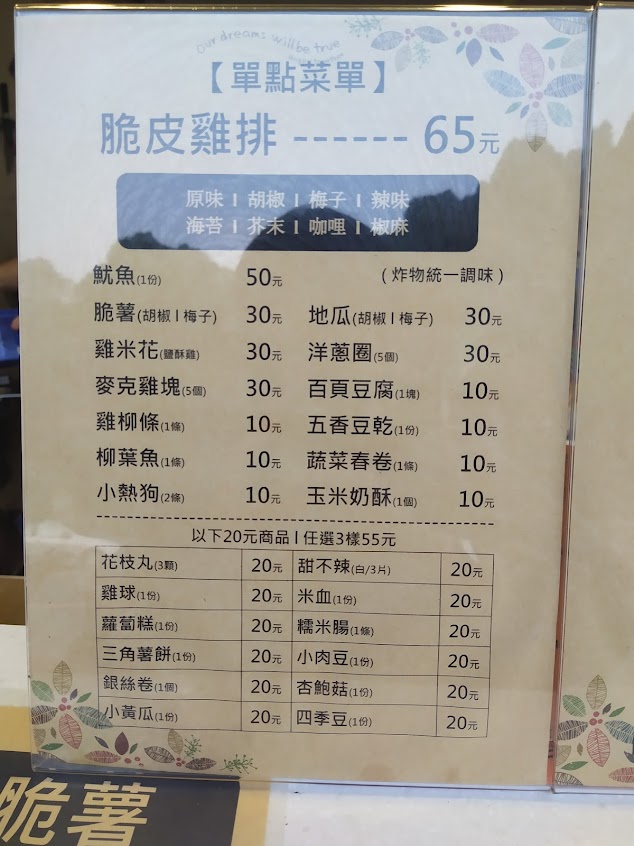 Our dreams will be true
【單點菜單】
脆皮雞排 ------ 65元
原味 | 胡椒 | 梅子 | 辣味
海苔 | 芥末 | 咖哩 | 椒麻
魷魚(1份) 50元 (炸物統一調味)
脆薯(胡椒|梅子) 30元 地瓜(胡椒|梅子) 30元
雞米花(鹽酥雞) 30元 洋蔥圈(5個) 30元
麥克雞塊(5個) 30元 百頁豆腐(1塊) 10元
雞柳條(1條) 10元 五香豆乾(1份) 10元
柳葉魚(1條) 10元 蔬菜春卷(1條) 10元
小熱狗(2條) 10元 玉米奶酥(1個) 10元
以下20元商品|任選3樣55元
花枝丸(3顆) 20元 甜不辣(白/3片) 20元
雞球(1份) 20元 米血(1份) 20元
蘿蔔糕(1份) 20元 糯米腸(1條) 20元
三角薯餅(1份) 20元 小肉豆(1份) 20元
銀絲卷(1個) 20元 杏鮑菇(1份) 20元
小黃瓜(1份) 20元 四季豆(1份) 20元
脆薯